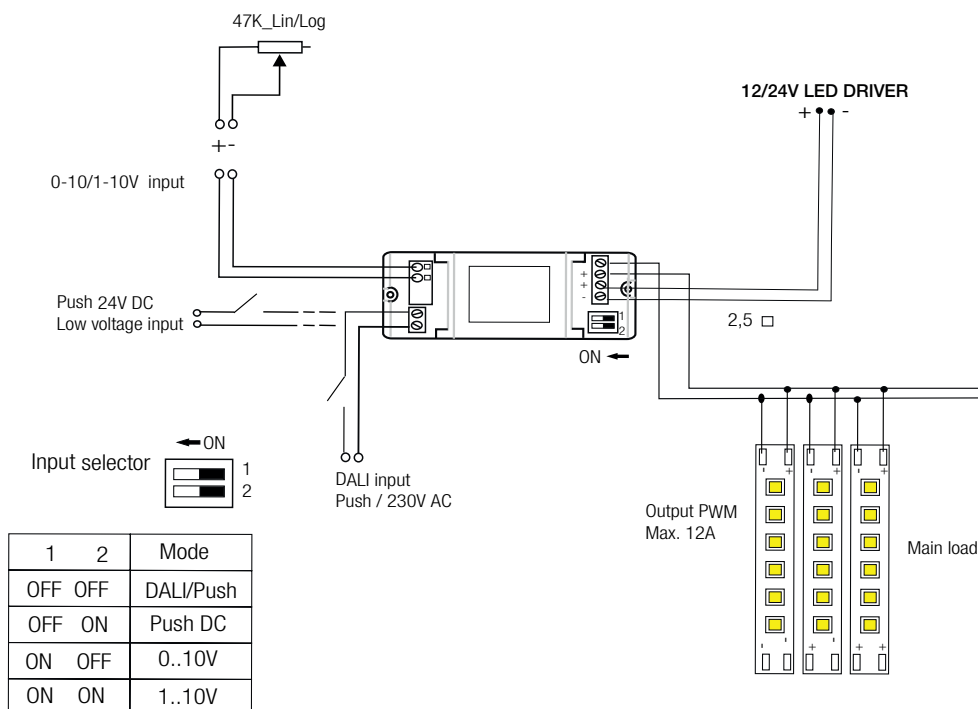 47K_Lin/Log
12/24V LED DRIVER
+ -
+-
0-10/1-10V input
Push 24V DC
Low voltage input
+
+
-
1
2
ON
2,5 □
ON
Input selector
1
2
DALI input
Push / 230V AC
Output PWM
Max. 12A
Main load
- + - + - +
- - + - + +
1 2 Mode
OFF OFF DALI/Push
OFF ON Push DC
ON OFF 0..10V
ON ON 1..10V